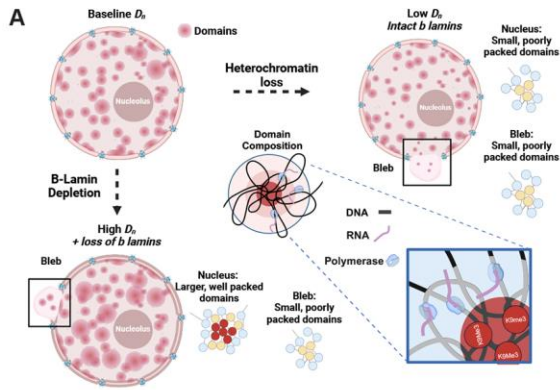 A
Baseline Dn
Domains
Nucleolus
Heterochromatin
loss
Low Dn
Intact b lamins
Nucleolus
Bleb
Nucleus:
Small, poorly
packed domains
Bleb:
Small, poorly
packed domains
B-Lamin
Depletion
Domain
Composition
DNA
RNA
Polymerase
High Dn
+ loss of b lamins
Bleb
Nucleolus
Nucleus:
Larger, well packed
domains
Bleb:
Small, poorly
packed domains
K9me3
K9Me3